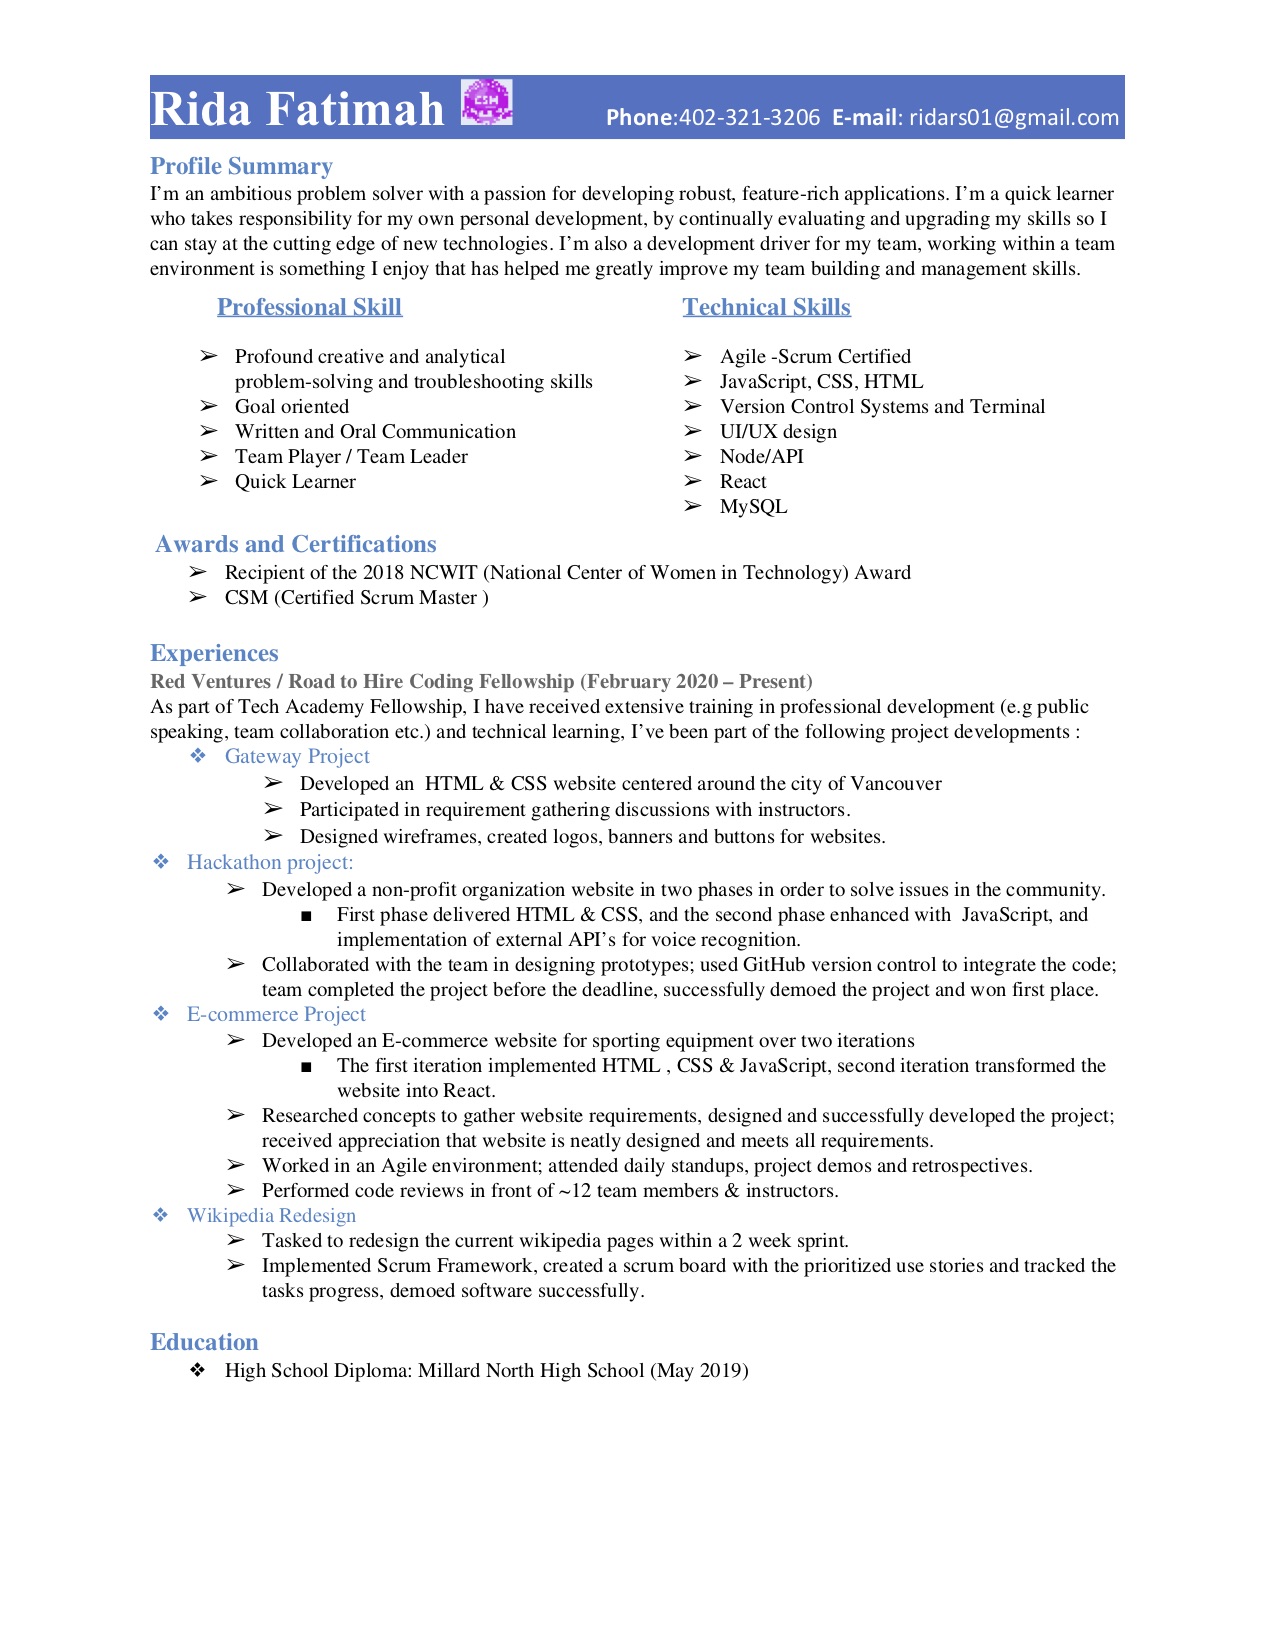 Rida Fatimah CSM Phone:402-321-3206 E-mail: ridars01@gmail.com
Profile Summary
I'm an ambitious problem solver with a passion for developing robust, feature-rich applications. I'm a quick learner
who takes responsibility for my own personal development, by continually evaluating and upgrading my skills so I
can stay at the cutting edge of new technologies. I'm also a development driver for my team, working within a team
environment is something I enjoy that has helped me greatly improve my team building and management skills.
Professional Skill
➢ Profound creative and analytical
problem-solving and troubleshooting skills
➢ Goal oriented
➢ Written and Oral Communication
➢ Team Player / Team Leader
➢ Quick Learner
Technical Skills
➢ Agile -Scrum Certified
➢ JavaScript, CSS, HTML
➢ Version Control Systems and Terminal
➢ UI/UX design
➢ Node/API
➢ React
➢ MySQL
Awards and Certifications
➢ Recipient of the 2018 NCWIT (National Center of Women in Technology) Award
➢ CSM (Certified Scrum Master )
Experiences
Red Ventures / Road to Hire Coding Fellowship (February 2020 – Present)
As part of Tech Academy Fellowship, I have received extensive training in professional development (e.g public
speaking, team collaboration etc.) and technical learning, I've been part of the following project developments :
❖ Gateway Project
➢ Developed an  HTML & CSS website centered around the city of Vancouver
➢ Participated in requirement gathering discussions with instructors.
➢ Designed wireframes, created logos, banners and buttons for websites.
❖ Hackathon project:
➢ Developed a non-profit organization website in two phases in order to solve issues in the community.
■ First phase delivered HTML & CSS, and the second phase enhanced with  JavaScript, and
implementation of external API's for voice recognition.
➢ Collaborated with the team in designing prototypes; used GitHub version control to integrate the code;
team completed the project before the deadline, successfully demoed the project and won first place.
❖ E-commerce Project
➢ Developed an E-commerce website for sporting equipment over two iterations
■ The first iteration implemented HTML , CSS & JavaScript, second iteration transformed the
website into React.
➢ Researched concepts to gather website requirements, designed and successfully developed the project;
received appreciation that website is neatly designed and meets all requirements.
➢ Worked in an Agile environment; attended daily standups, project demos and retrospectives.
➢ Performed code reviews in front of ~12 team members & instructors.
❖ Wikipedia Redesign
➢ Tasked to redesign the current wikipedia pages within a 2 week sprint.
➢ Implemented Scrum Framework, created a scrum board with the prioritized use stories and tracked the
tasks progress, demoed software successfully.
Education
❖ High School Diploma: Millard North High School (May 2019)